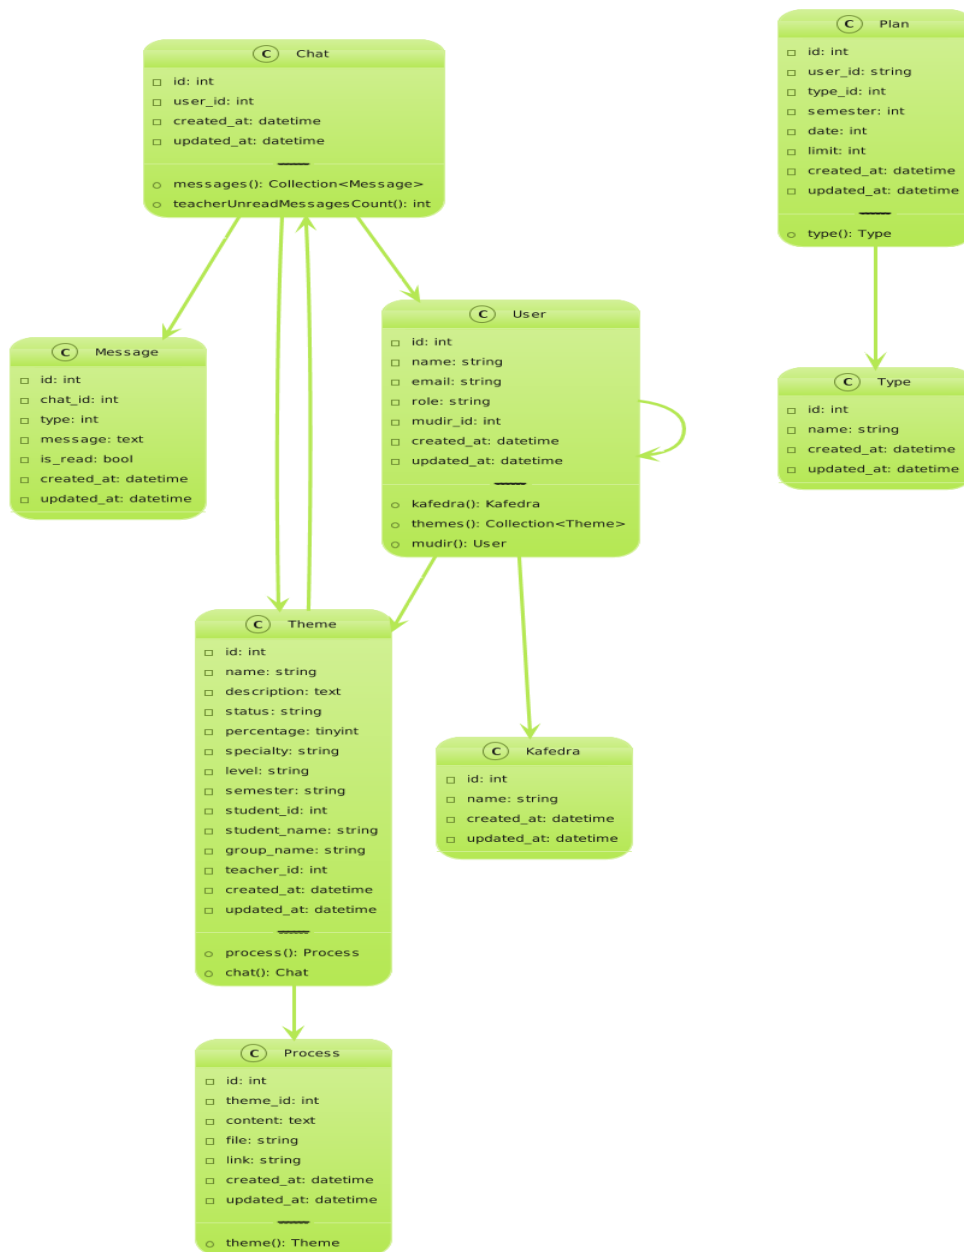 C Chat
id: int
user_id: int
created_at: datetime
updated_at: datetime
messages(): Collection<Message>
teacherUnreadMessagesCount(): int
C Plan
id: int
user_id: string
type_id: int
semester: int
date: int
limit: int
created_at: datetime
updated_at: datetime
type(): Type
C Message
id: int
chat_id: int
type: int
message: text
is_read: bool
created_at: datetime
updated_at: datetime
C User
id: int
name: string
email: string
role: string
mudir_id: int
created_at: datetime
updated_at: datetime
kafedra(): Kafedra
themes(): Collection<Theme>
mudir(): User
C Type
id: int
name: string
created_at: datetime
updated_at: datetime
C Theme
id: int
name: string
description: text
status: string
percentage: tinyint
specialty: string
level: string
semester: string
student_id: int
student_name: string
group_name: string
teacher_id: int
created_at: datetime
updated_at: datetime
process(): Process
chat(): Chat
C Kafedra
id: int
name: string
created_at: datetime
updated_at: datetime
C Process
id: int
theme_id: int
content: text
file: string
link: string
created_at: datetime
updated_at: datetime
theme(): Theme